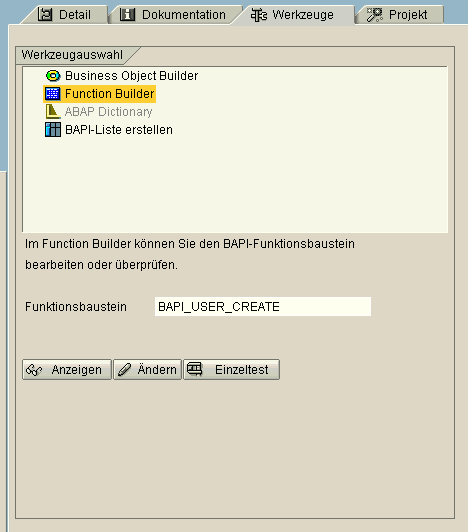 Detail Dokumentation Werkzeuge Projekt
Werkzeugauswahl
Business Object Builder
Function Builder
ABAP Dictionary
BAPI-Liste erstellen
Im Function Builder können Sie den BAPI-Funktionsbaustein
bearbeiten oder überprüfen.
Funktionsbaustein BAPI_USER_CREATE
Anzeigen Ändern Einzeltest